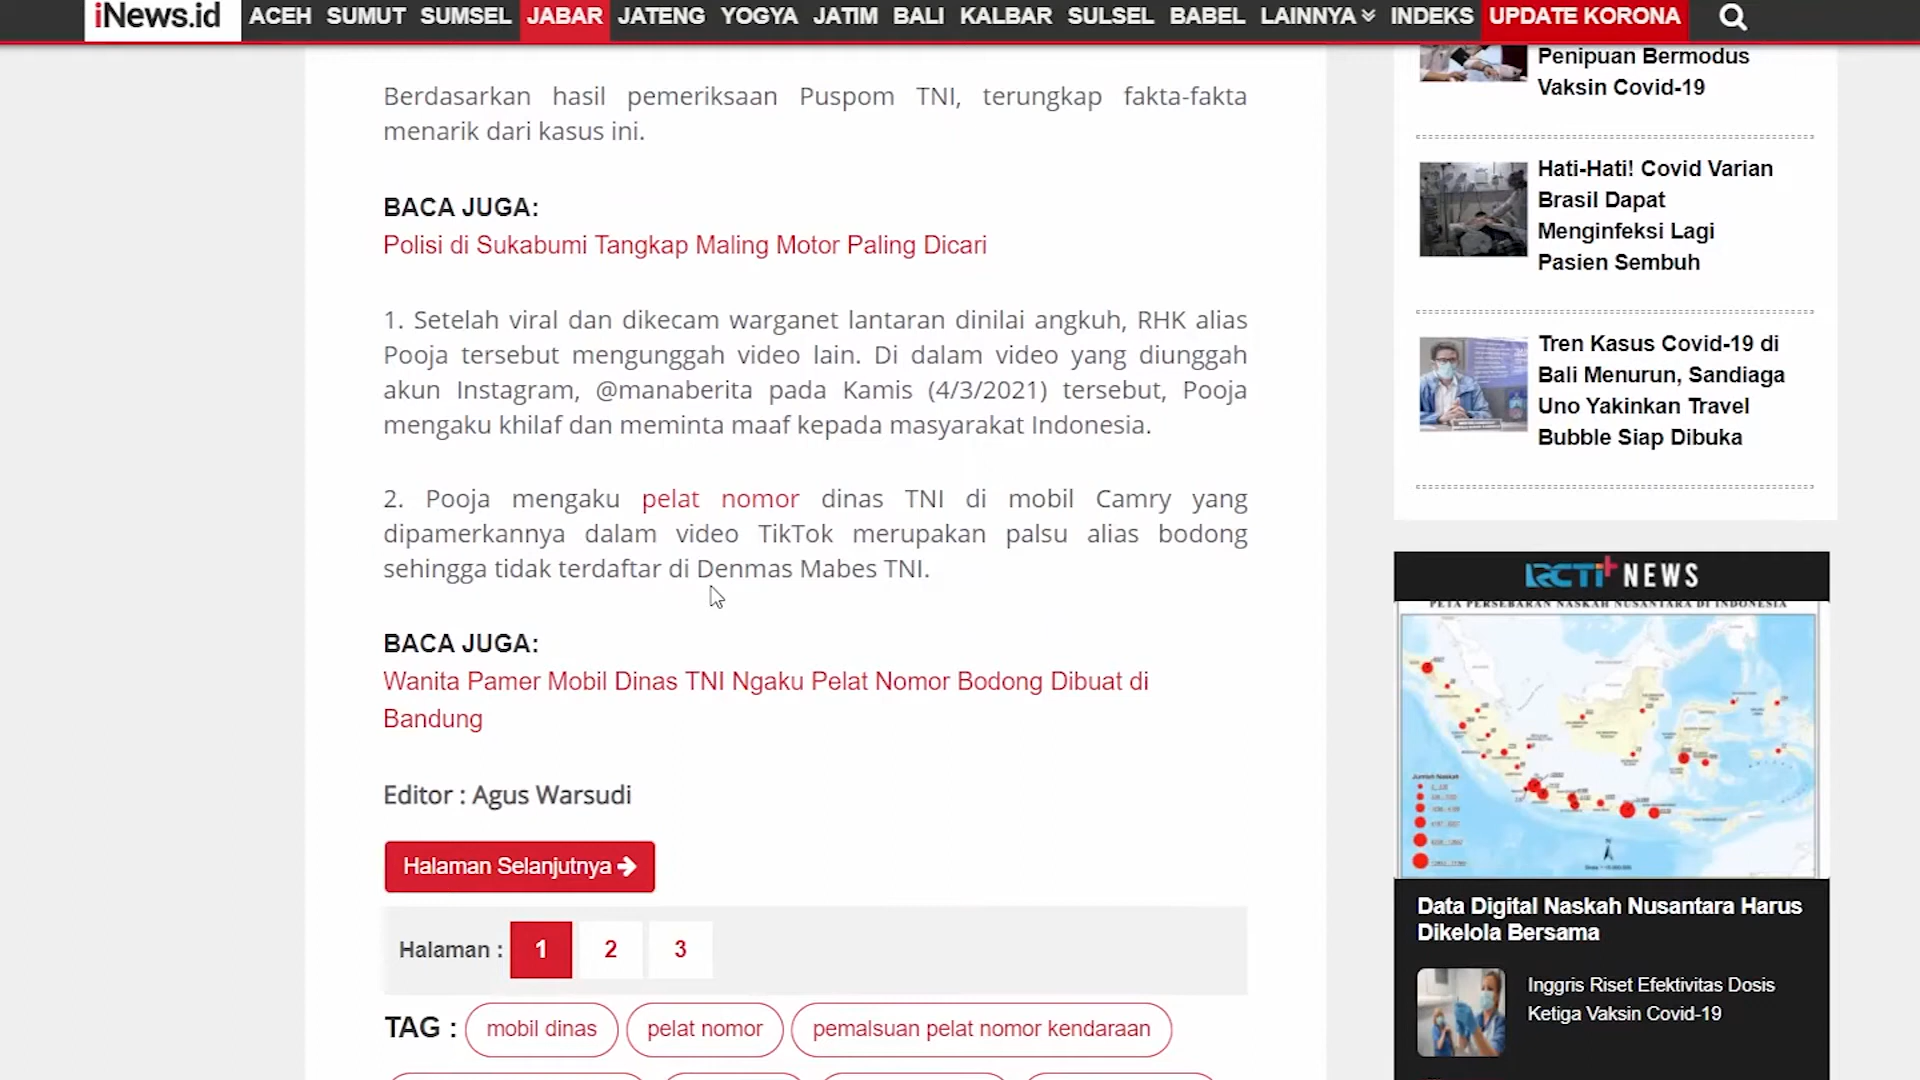 iNews.id ACEH SUMUT SUMSEL JABAR JATENG YOGYA JATIM BALI KALBAR SULSEL BABEL LAINNYA INDEKS UPDATE KORONA
Berdasarkan hasil pemeriksaan Puspom TNI, terungkap fakta-fakta
menarik dari kasus ini.
BACA JUGA:
Polisi di Sukabumi Tangkap Maling Motor Paling Dicari
1. Setelah viral dan dikecam warganet lantaran dinilai angkuh, RHK alias
Pooja tersebut mengunggah video lain. Di dalam video yang diunggah
akun Instagram, @manaberita pada Kamis (4/3/2021) tersebut, Pooja
mengaku khilaf dan meminta maaf kepada masyarakat Indonesia.
2. Pooja mengaku pelat nomor dinas TNI di mobil Camry yang
dipamerkannya dalam video TikTok merupakan palsu alias bodong
sehingga tidak terdaftar di Denmas Mabes TNI.
BACA JUGA:
Wanita Pamer Mobil Dinas TNI Ngaku Pelat Nomor Bodong Dibuat di
Bandung
Editor : Agus Warsudi
Halaman Selanjutnya
Halaman : 1 2 3
TAG : mobil dinas pelat nomor pemalsuan pelat nomor kendaraan
Penipuan Bermodus
Vaksin Covid-19
Hati-Hati! Covid Varian
Brasil Dapat
Menginfeksi Lagi
Pasien Sembuh
Tren Kasus Covid-19 di
Bali Menurun, Sandiaga
Uno Yakinkan Travel
Bubble Siap Dibuka
RCTI+ NEWS
PETA PERSEBARAN NASKAH NUSANTARA DI INDONESIA
Jumlah Naskah
N
Data Digital Naskah Nusantara Harus
Dikelola Bersama
Inggris Riset Efektivitas Dosis
Ketiga Vaksin Covid-19